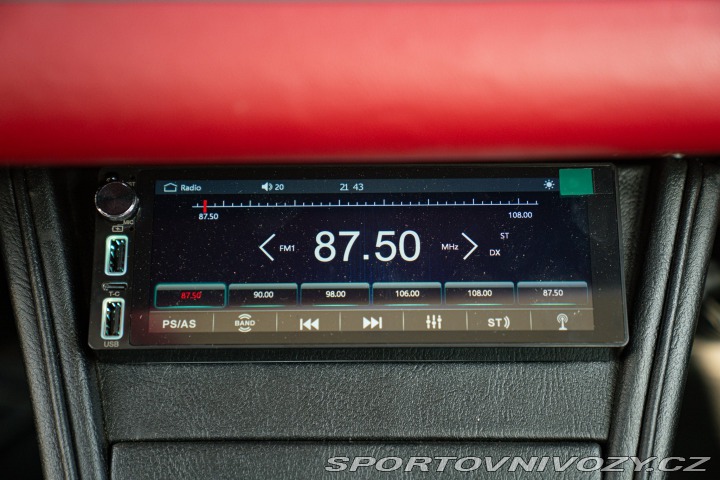 Radio 20 21 43
87.50 108.00
FM1 87.50 MHz ST
DX
87.50 90.00 98.00 106.00 108.00 87.50
PS/AS BAND ST
MIC
T-C
USB
SPORTOVNIVOZY.CZ